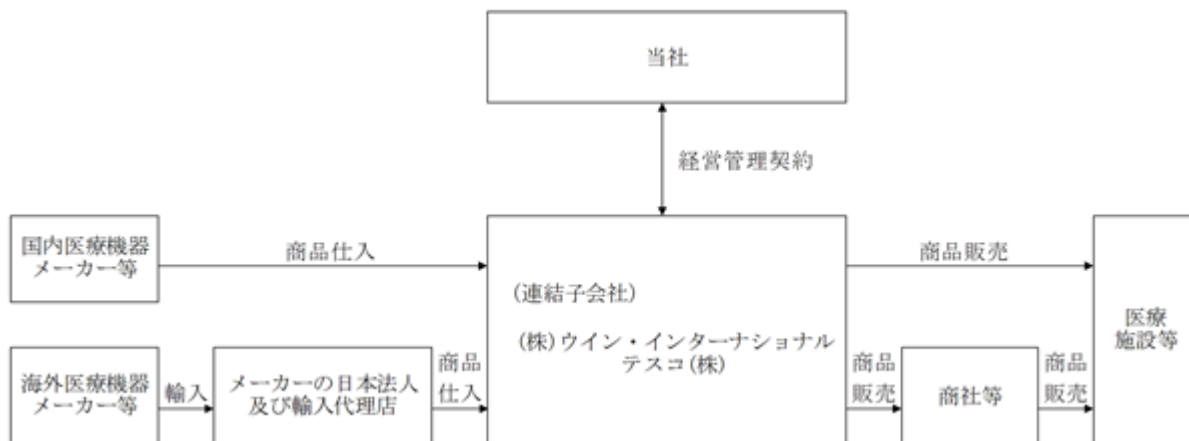 当社
経営管理契約
国内医療機器
メーカー等
商品仕入
(連結子会社)
(株)ウイン・インターナショナル
テスコ(株)
商品販売
医療
施設等
海外医療機器
メーカー等
輸入
メーカーの日本法人
及び輸入代理店
商品
仕入
商品
販売
商社等
商品
販売